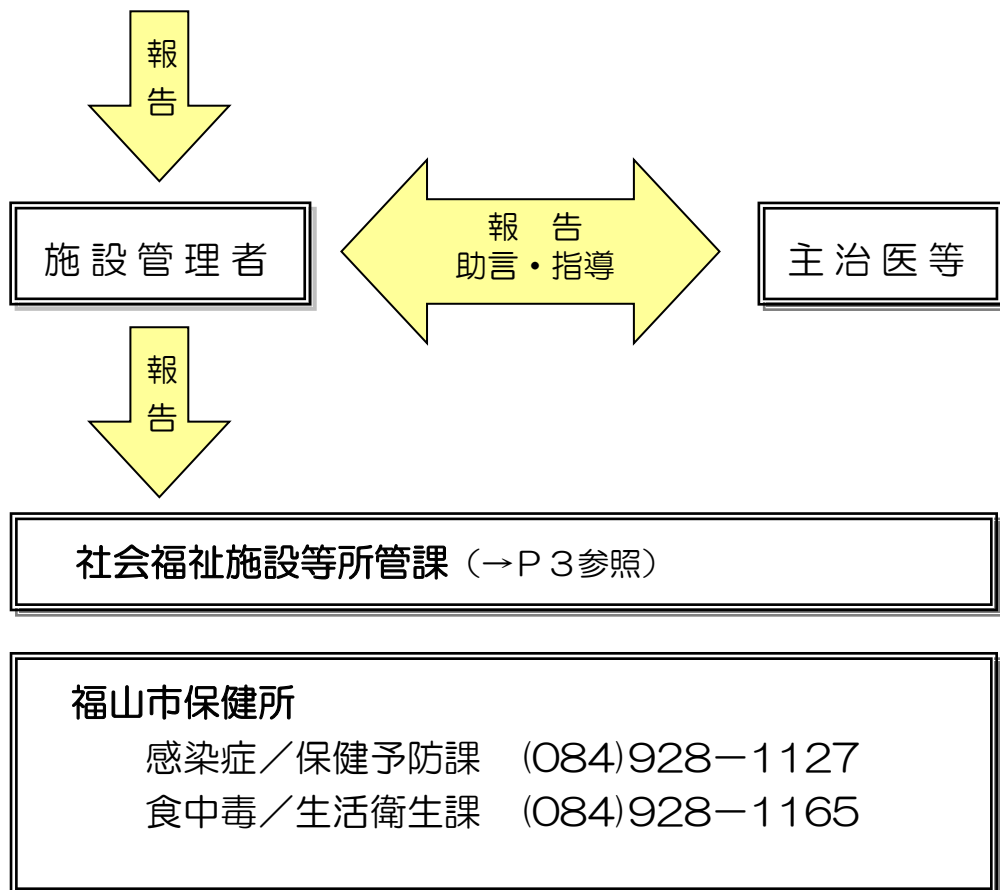 報
告
施設管理者
報　告
助言・指導
主治医等
報
告
社会福祉施設等所管課（→P３参照）
福山市保健所
感染症／保健予防課　(084)928－1127
食中毒／生活衛生課　(084)928－1165